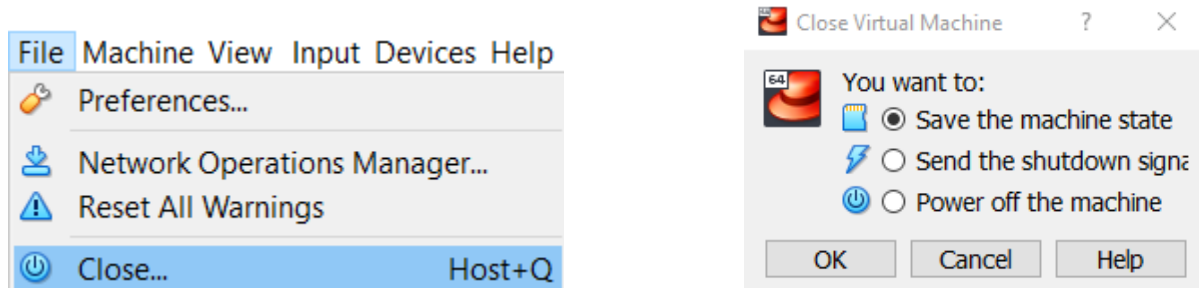 File Machine View Input Devices Help
Preferences...
Network Operations Manager...
Reset All Warnings
Close... Host+Q
64 Close Virtual Machine ? ×
64
You want to:
Save the machine state
Send the shutdown signa
Power off the machine
OK Cancel Help